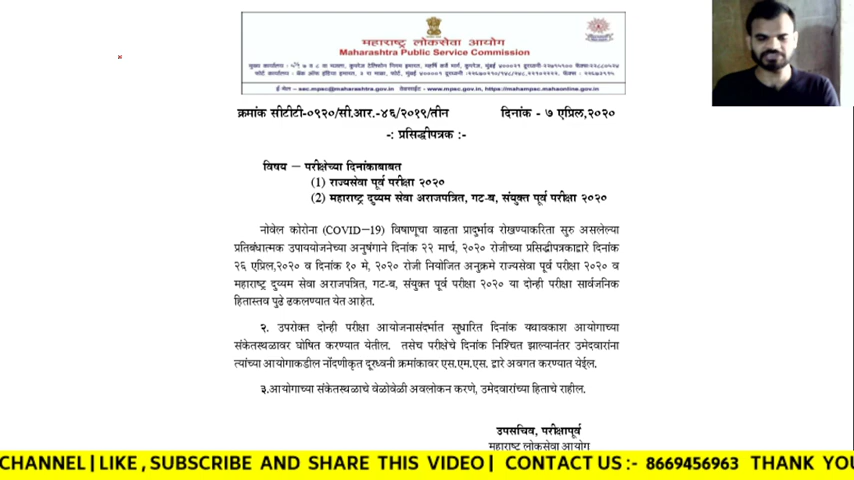 महाराष्ट्र लोकसेवा आयोग
Maharashtra Public Service Commission
ई-मेल – sec.mpsc@maharashtra.gov.in वेबसाईट – www.mpsc.gov.in, https://mahampsc.mahaonline.gov.in
क्रमांक सीटीटी-०९२०/सी.आर.-४६/२०१९/तीन दिनांक - ७ एप्रिल,२०२०
-: प्रसिद्धीपत्रक :-
विषय – परीक्षेच्या दिनांकाबाबत
(1) राज्यसेवा पूर्व परीक्षा २०२०
(2) महाराष्ट्र दुय्यम सेवा अराजपत्रित, गट-ब, संयुक्त पूर्व परीक्षा २०२०
नोवेल कोरोना (COVID–19) विषाणूचा वाढता प्रादुर्भाव रोखण्याकरिता सुरु असलेल्या
प्रतिबंधात्मक उपाययोजनेच्या अनुषंगाने दिनांक २२ मार्च, २०२० रोजीच्या प्रसिद्धीपत्रकाद्वारे दिनांक
२६ एप्रिल,२०२० व दिनांक १० मे, २०२० रोजी नियोजित अनुक्रमे राज्यसेवा पूर्व परीक्षा २०२० व
महाराष्ट्र दुय्यम सेवा अराजपत्रित, गट-ब, संयुक्त पूर्व परीक्षा २०२० या दोन्ही परीक्षा सार्वजनिक
हितास्तव पुढे ढकलण्यात येत आहेत.
२. उपरोक्त दोन्ही परीक्षा आयोजनासंदर्भात सुधारित दिनांक यथावकाश आयोगाच्या
संकेतस्थळावर घोषित करण्यात येतील. तसेच परीक्षेचे दिनांक निश्चित झाल्यानंतर उमेदवारांना
त्यांच्या आयोगाकडील नोंदणीकृत दूरध्वनी क्रमांकावर एस.एम.एस. द्वारे अवगत करण्यात येईल.
३.आयोगाच्या संकेतस्थळाचे वेळोवेळी अवलोकन करणे, उमेदवारांच्या हिताचे राहील.
उपसचिव, परीक्षापूर्व
महाराष्ट्र लोकसेवा आयोग
CHANNEL | LIKE , SUBSCRIBE AND SHARE THIS VIDEO | CONTACT US :- 8669456963 THANK YOU